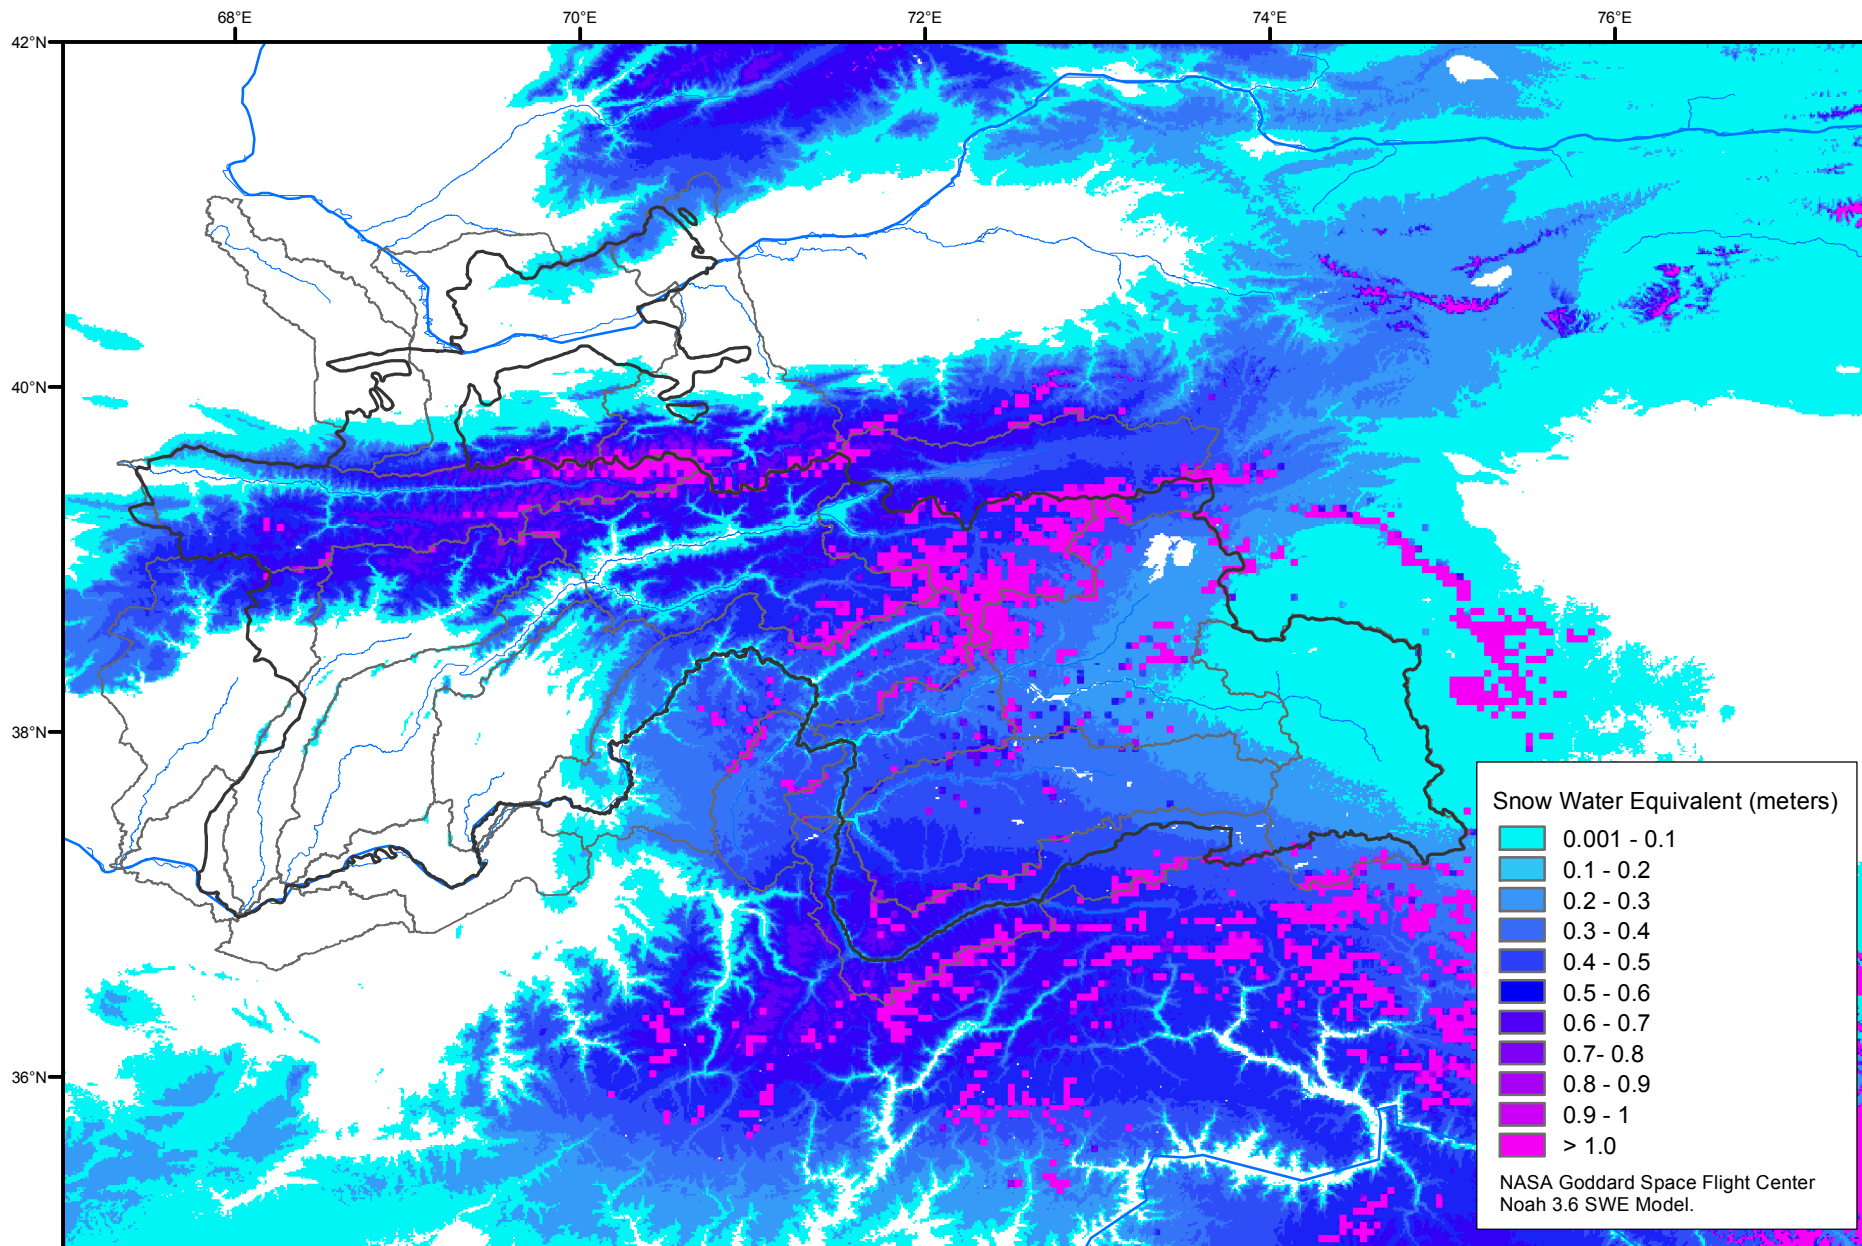 68°E 70°E 72°E 74°E 76°E
42°N
40°N
38°N
36°N
Snow Water Equivalent (meters)
0.001 - 0.1
0.1 - 0.2
0.2 - 0.3
0.3 - 0.4
0.4 - 0.5
0.5 - 0.6
0.6 - 0.7
0.7- 0.8
0.8 - 0.9
0.9 - 1
> 1.0
NASA Goddard Space Flight Center
Noah 3.6 SWE Model.